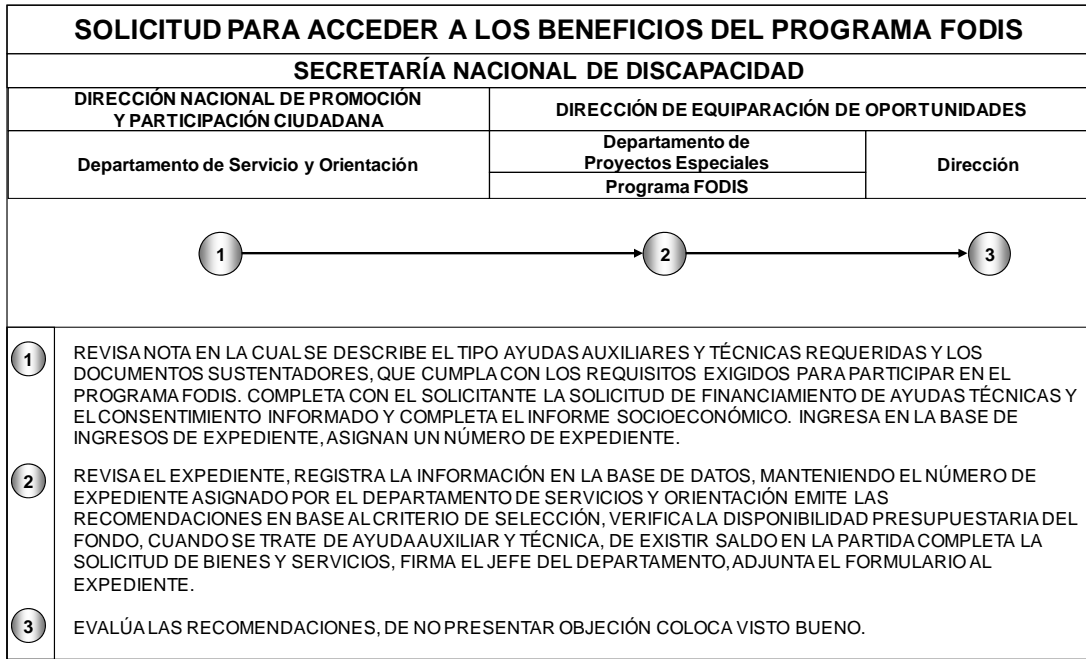 SOLICITUD PARA ACCEDER A LOS BENEFICIOS DEL PROGRAMA FODIS
SECRETARÍA NACIONAL DE DISCAPACIDAD
DIRECCIÓN NACIONAL DE PROMOCIÓN
Y PARTICIPACIÓN CIUDADANA
DIRECCIÓN DE EQUIPARACIÓN DE OPORTUNIDADES
Departamento de Servicio y Orientación
Departamento de
Proyectos Especiales
Programa FODIS
Dirección
1
2
3
1
REVISA NOTA EN LA CUAL SE DESCRIBE EL TIPO AYUDAS AUXILIARES Y TÉCNICAS REQUERIDAS Y LOS
DOCUMENTOS SUSTENTADORES, QUE CUMPLA CON LOS REQUISITOS EXIGIDOS PARA PARTICIPAR EN EL
PROGRAMA FODIS. COMPLETA CON EL SOLICITANTE LA SOLICITUD DE FINANCIAMIENTO DE AYUDAS TÉCNICAS Y
EL CONSENTIMIENTO INFORMADO Y COMPLETA EL INFORME SOCIOECONÓMICO. INGRESA EN LA BASE DE
INGRESOS DE EXPEDIENTE, ASIGNAN UN NÚMERO DE EXPEDIENTE.
2
REVISA EL EXPEDIENTE, REGISTRA LA INFORMACIÓN EN LA BASE DE DATOS, MANTENIENDO EL NÚMERO DE
EXPEDIENTE ASIGNADO POR EL DEPARTAMENTO DE SERVICIOS Y ORIENTACIÓN EMITE LAS
RECOMENDACIONES EN BASE AL CRITERIO DE SELECCIÓN, VERIFICA LA DISPONIBILIDAD PRESUPUESTARIA DEL
FONDO, CUANDO SE TRATE DE AYUDA AUXILIAR Y TÉCNICA, DE EXISTIR SALDO EN LA PARTIDA COMPLETA LA
SOLICITUD DE BIENES Y SERVICIOS, FIRMA EL JEFE DEL DEPARTAMENTO, ADJUNTA EL FORMULARIO AL
EXPEDIENTE.
3
EVALÚA LAS RECOMENDACIONES, DE NO PRESENTAR OBJECIÓN COLOCA VISTO BUENO.